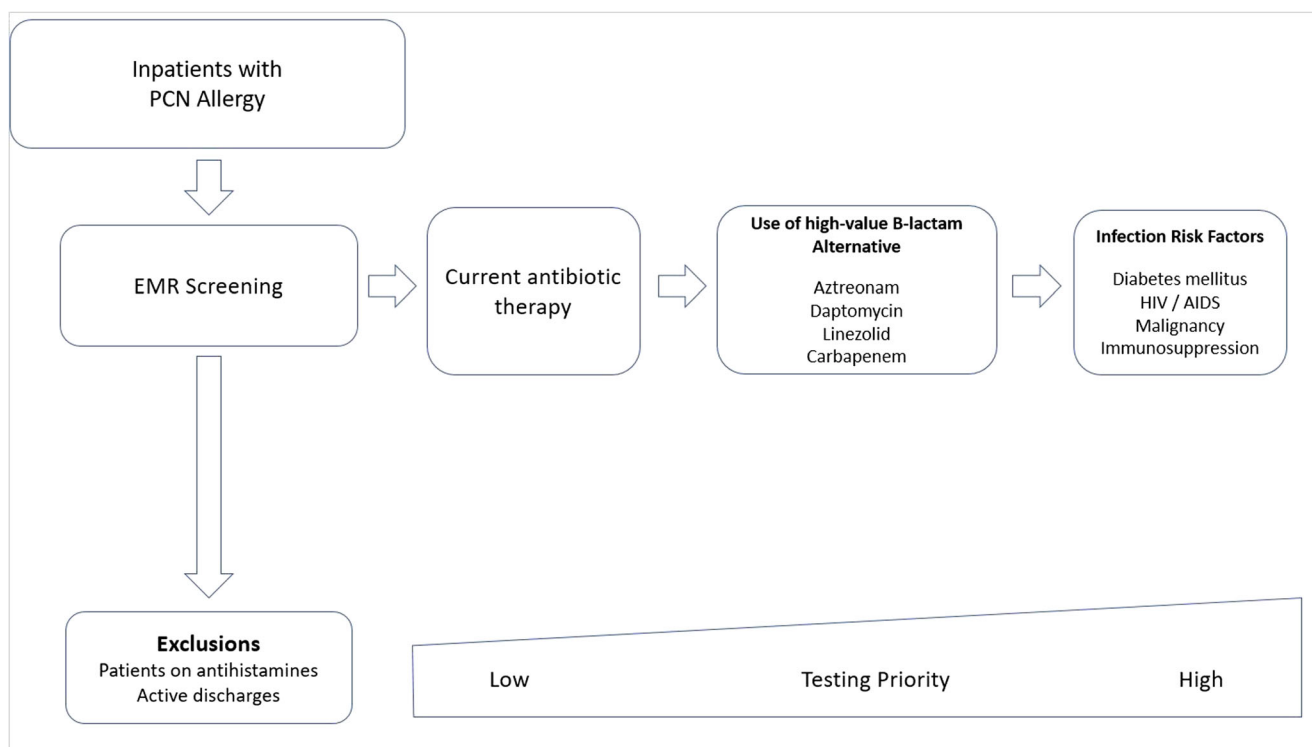 Inpatients with
PCN Allergy
EMR Screening
Current antibiotic
therapy
Use of high-value B-lactam
Alternative
Aztreonam
Daptomycin
Linezolid
Carbapenem
Infection Risk Factors
Diabetes mellitus
HIV / AIDS
Malignancy
Immunosuppression
Exclusions
Patients on antihistamines
Active discharges
Low
Testing Priority
High